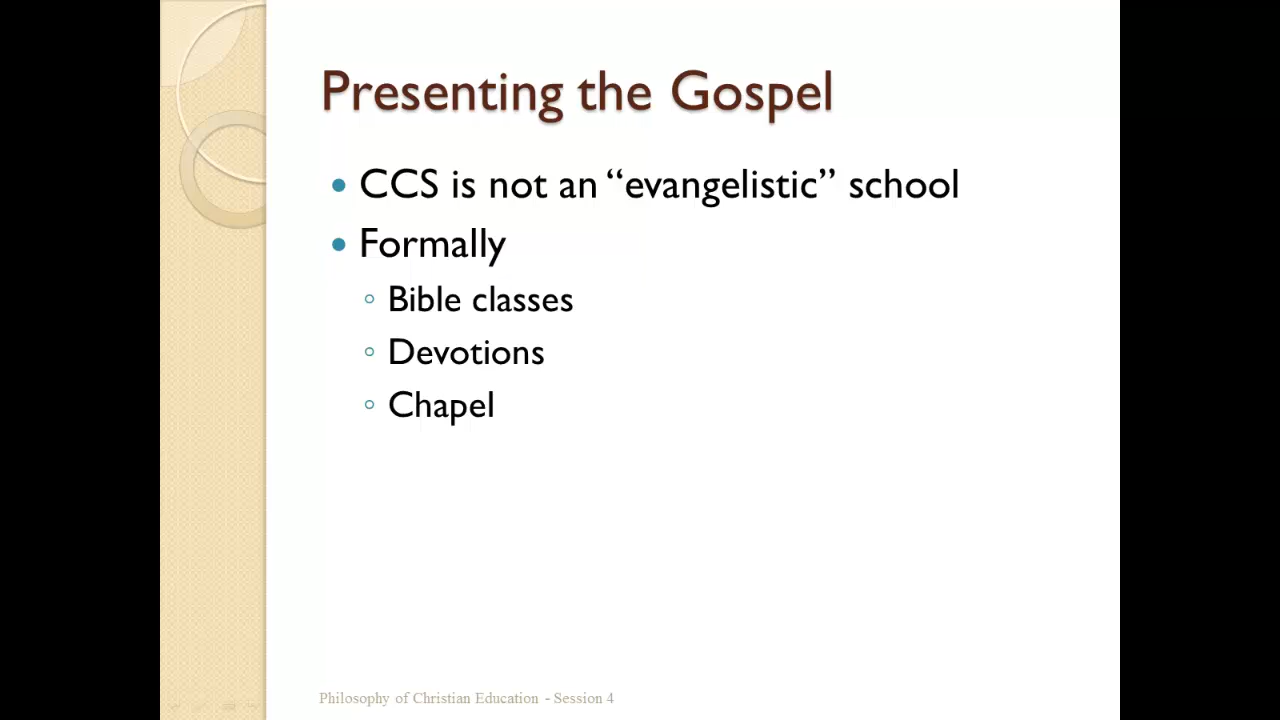 Presenting the Gospel
• CCS is not an “evangelistic” school
• Formally
◦ Bible classes
◦ Devotions
◦ Chapel
Philosophy of Christian Education - Session 4